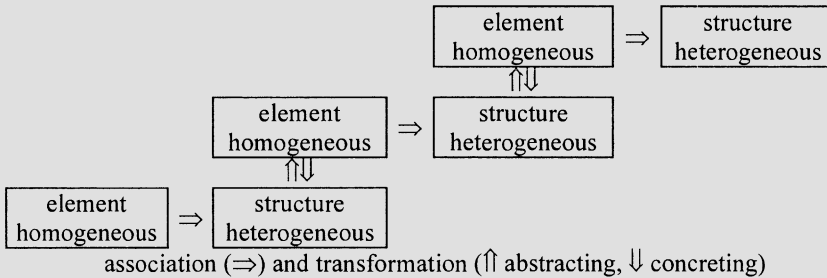 element
homogeneous
⇒
structure
heterogeneous
⇑⇓
element
homogeneous
⇒
structure
heterogeneous
⇑⇓
element
homogeneous
⇒
structure
heterogeneous
association (⇒) and transformation (⇑ abstracting, ⇓ concreting)